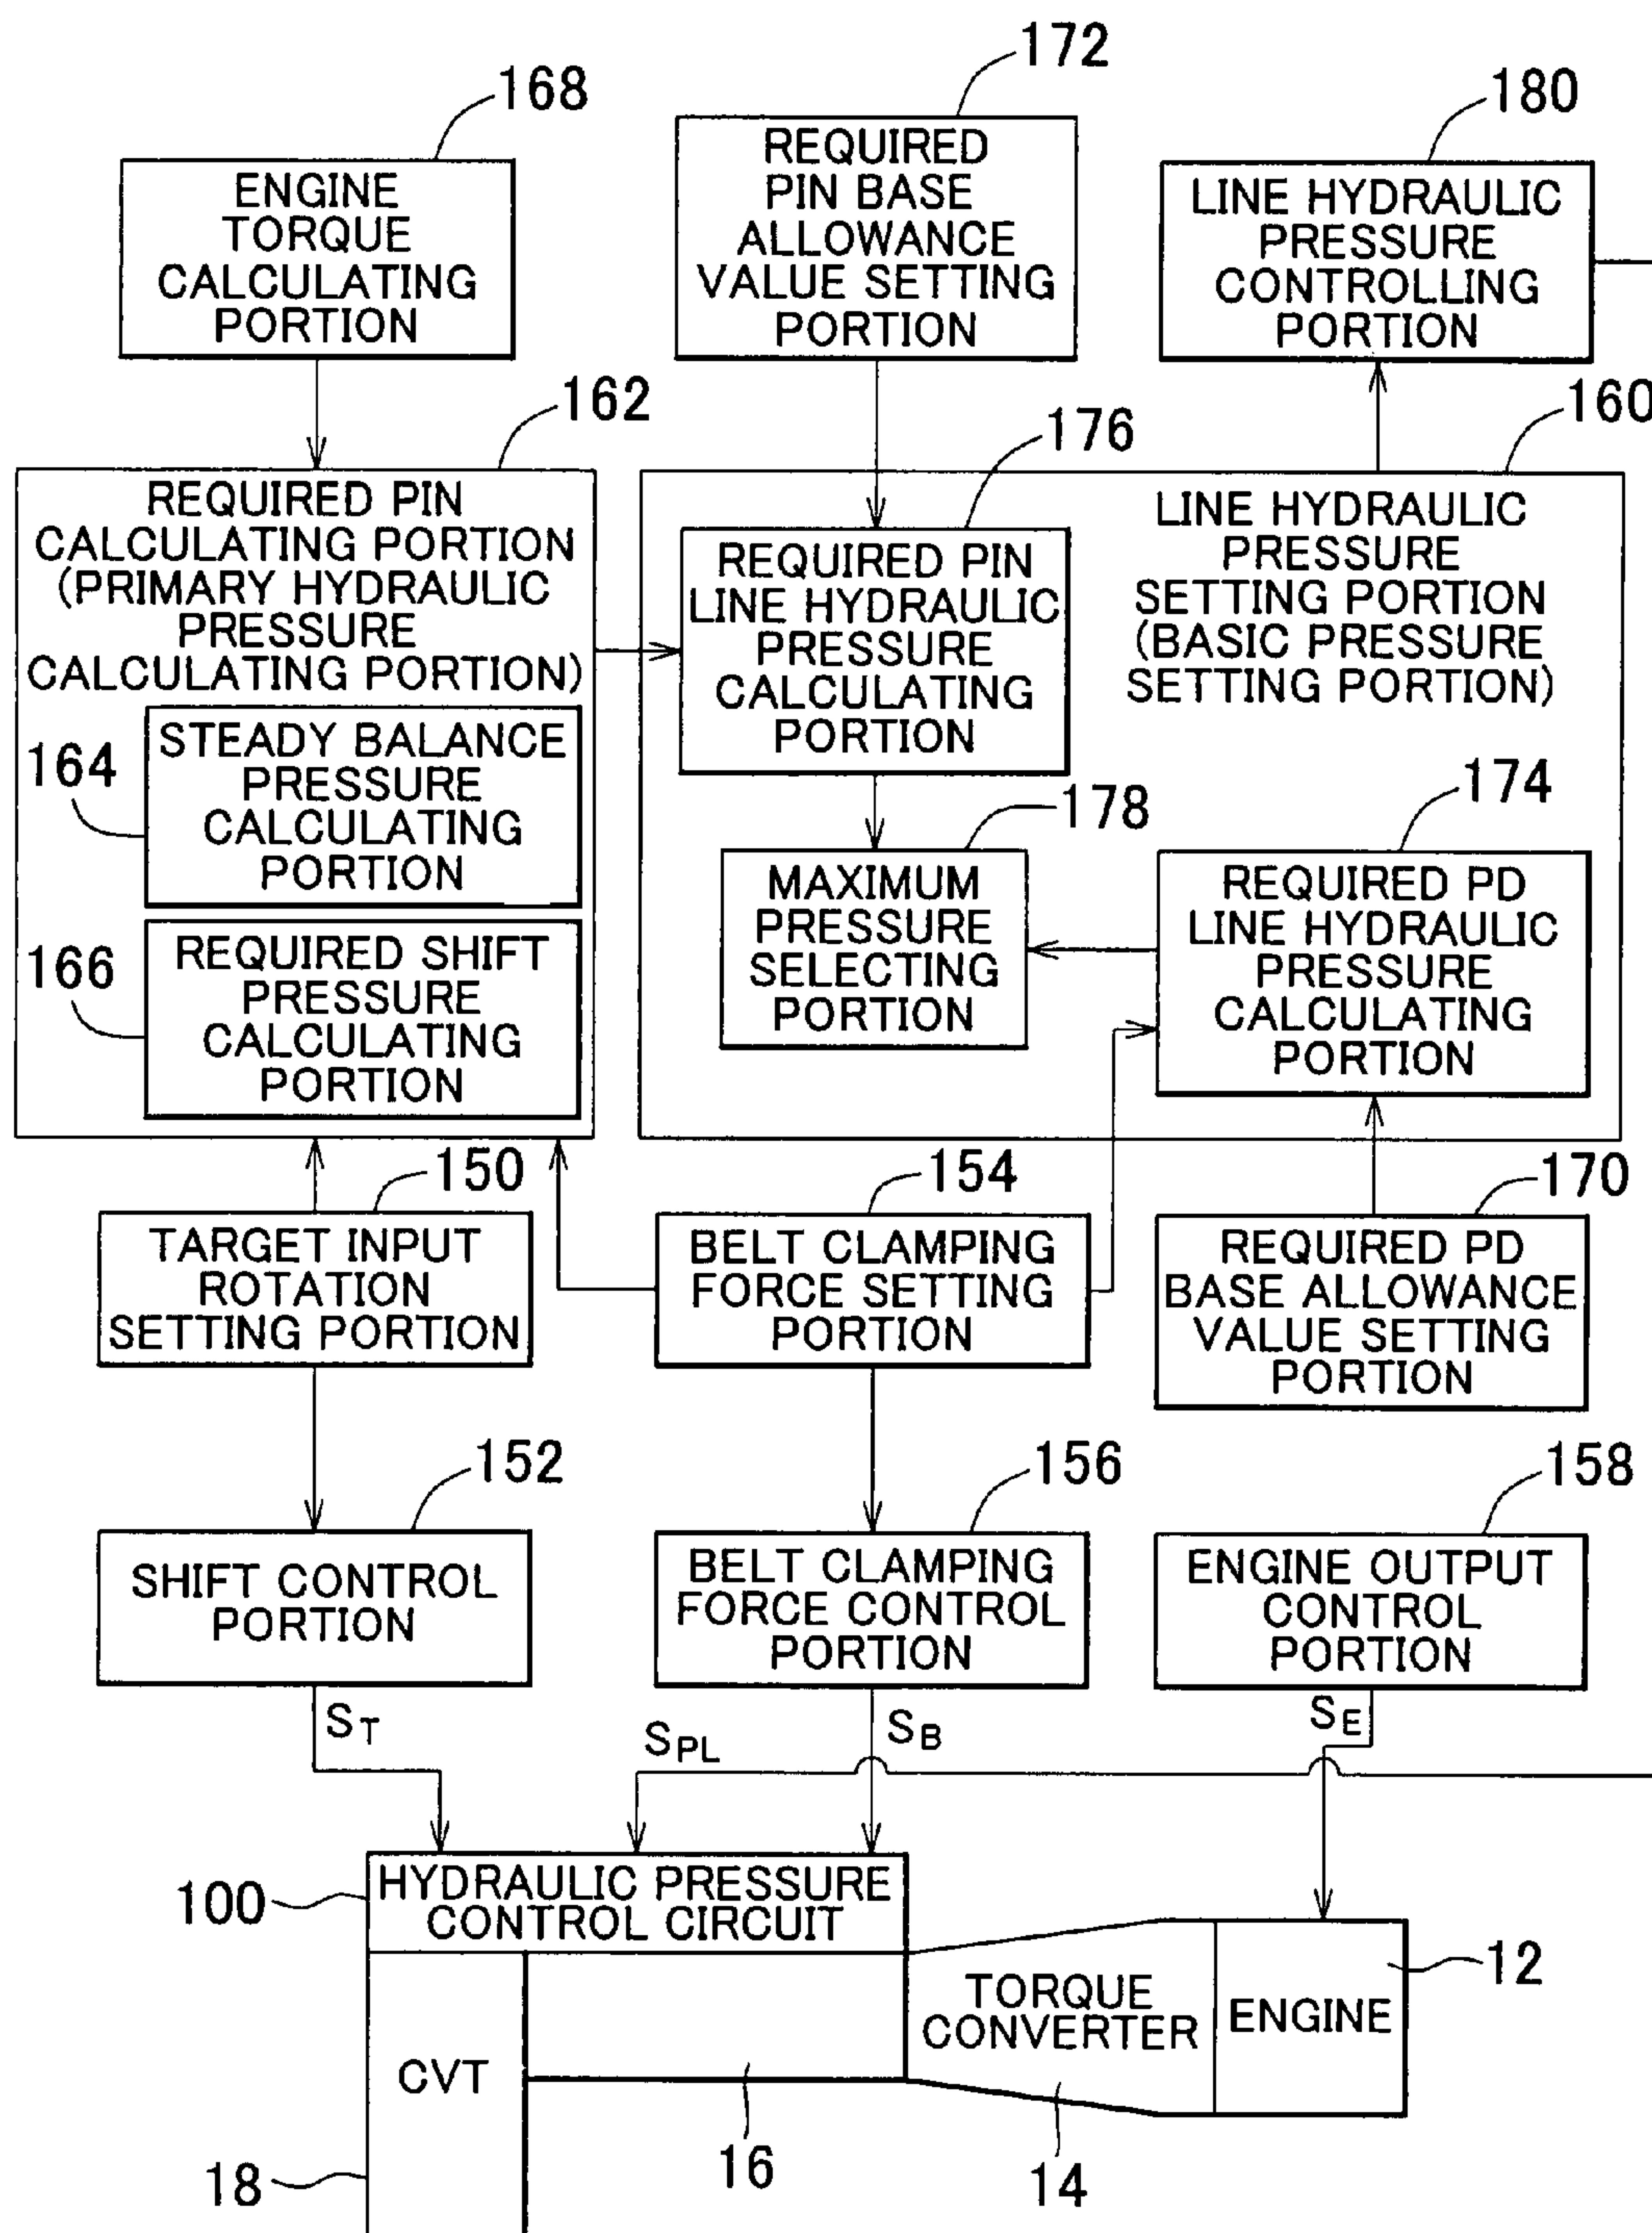 172
168
180
ENGINE
TORQUE
CALCULATING
PORTION
REQUIRED
PIN BASE
ALLOWANCE
VALUE SETTING
PORTION
LINE HYDRAULIC
PRESSURE
CONTROLLING
PORTION
162
176
160
REQUIRED PIN
CALCULATING PORTION
(PRIMARY HYDRAULIC
PRESSURE
CALCULATING PORTION)
REQUIRED PIN
LINE HYDRAULIC
PRESSURE
CALCULATING
PORTION
LINE HYDRAULIC
PRESSURE
SETTING PORTION
(BASIC PRESSURE
SETTING PORTION)
164
STEADY BALANCE
PRESSURE
CALCULATING
PORTION
178
174
166
REQUIRED SHIFT
PRESSURE
CALCULATING
PORTION
MAXIMUM
PRESSURE
SELECTING
PORTION
REQUIRED PD
LINE HYDRAULIC
PRESSURE
CALCULATING
PORTION
150
154
170
TARGET INPUT
ROTATION
SETTING PORTION
BELT CLAMPING
FORCE SETTING
PORTION
REQUIRED PD
BASE ALLOWANCE
VALUE SETTING
PORTION
152
156
158
SHIFT CONTROL
PORTION
BELT CLAMPING
FORCE CONTROL
PORTION
ENGINE OUTPUT
CONTROL
PORTION
ST
SPL
SB
SE
100
HYDRAULIC PRESSURE
CONTROL CIRCUIT
12
TORQUE
CONVERTER
ENGINE
CVT
16
14
18